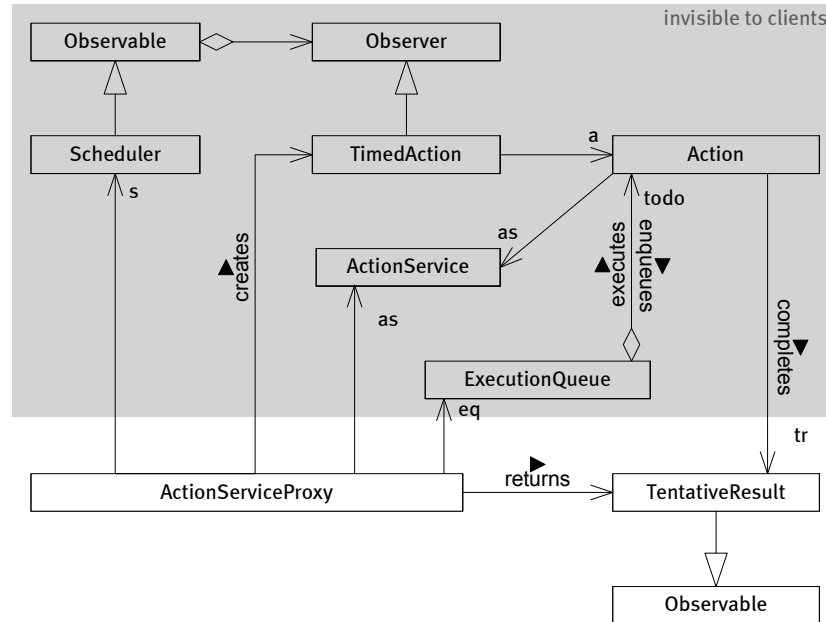 invisible to clients
Observable
Observer
Scheduler
TimedAction
a
Action
s
todo
as
creates
ActionService
executes
enqueues
as
completes
ExecutionQueue
eq
tr
ActionServiceProxy
returns
TentativeResult
Observable